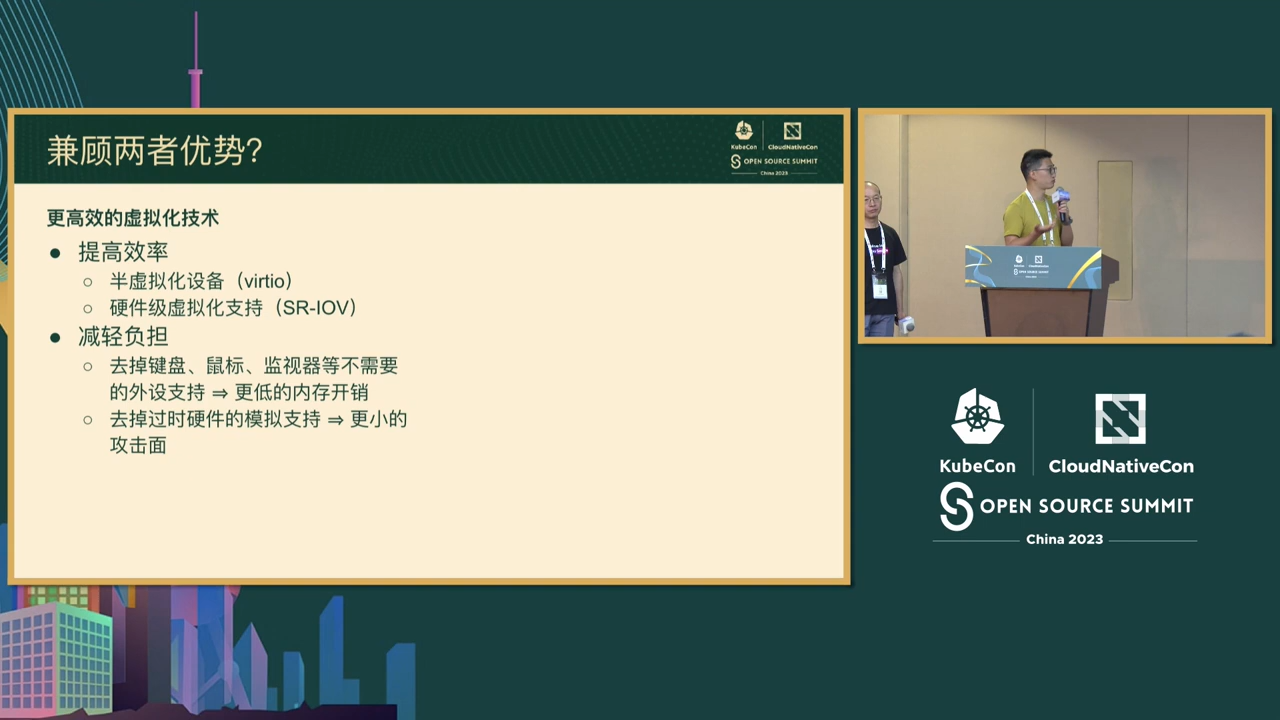 兼顾两者优势?
KubeCon
CloudNativeCon
OPEN SOURCE SUMMIT
China 2023
更高效的虚拟化技术
● 提高效率
○ 半虚拟化设备（virtio）
○ 硬件级虚拟化支持（SR-IOV）
● 减轻负担
○ 去掉键盘、鼠标、监视器等不需要
的外设支持 ⇒ 更低的内存开销
○ 去掉过时硬件的模拟支持 ⇒ 更小的
攻击面
KubeCon
CloudNativeCon
OPEN SOURCE SUMMIT
China 2023